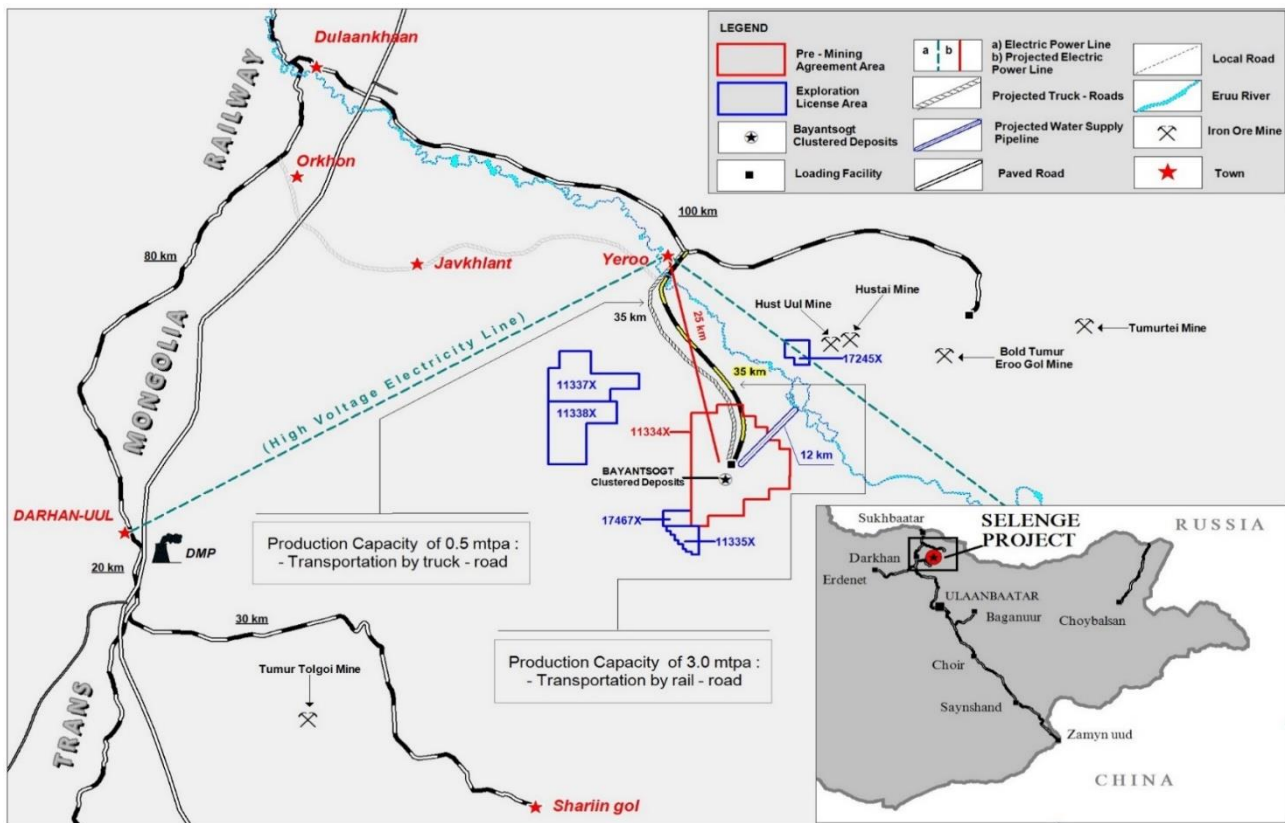 LEGEND
Pre - Mining
Agreement Area
Exploration
License Area
Bayantsogt
Clustered Deposits
Loading Facility
a b
a) Electric Power Line
b) Projected Electric
Power Line
Projected Truck - Roads
Projected Water Supply
Pipeline
Paved Road
Local Road
Eruu River
Iron Ore Mine
Town
Dulaankhaan
RAILWAY
Orkhon
100 km
80 km
Javkhlant
Yeroo
MONGOLIA
(High Voltage Electricity Line)
35 km
25 km
Hust Uul Mine
Hustai Mine
Tumurtei Mine
Bold Tumur
Eroo Gol Mine
17245X
35 km
11337X
11338X
11334X
12 km
BAYANTSOGT
Clustered Deposits
17467X
11335X
DARHAN-UUL
DMP
20 km
Production Capacity of 0.5 mtpa :
- Transportation by truck - road
30 km
Tumur Tolgoi Mine
Production Capacity of 3.0 mtpa :
- Transportation by rail - road
TRANS
Shariin gol
Sukhbaatar
SELENGE
PROJECT
RUSSIA
Darkhan
Erdenet
ULAANBAATAR
Baganuur
Choybalsan
Choir
Saynshand
Zamyn uud
CHINA